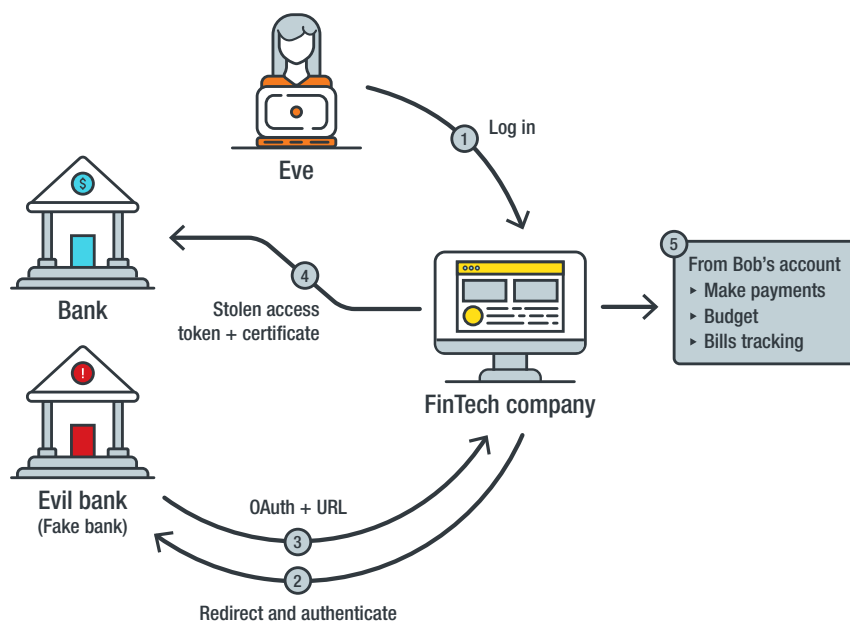 Eve
1
Log in
$
Bank
4
Stolen access
token + certificate
FinTech company
5
From Bob's account
▸ Make payments
▸ Budget
▸ Bills tracking
!
Evil bank
(Fake bank)
OAuth + URL
3
2
Redirect and authenticate